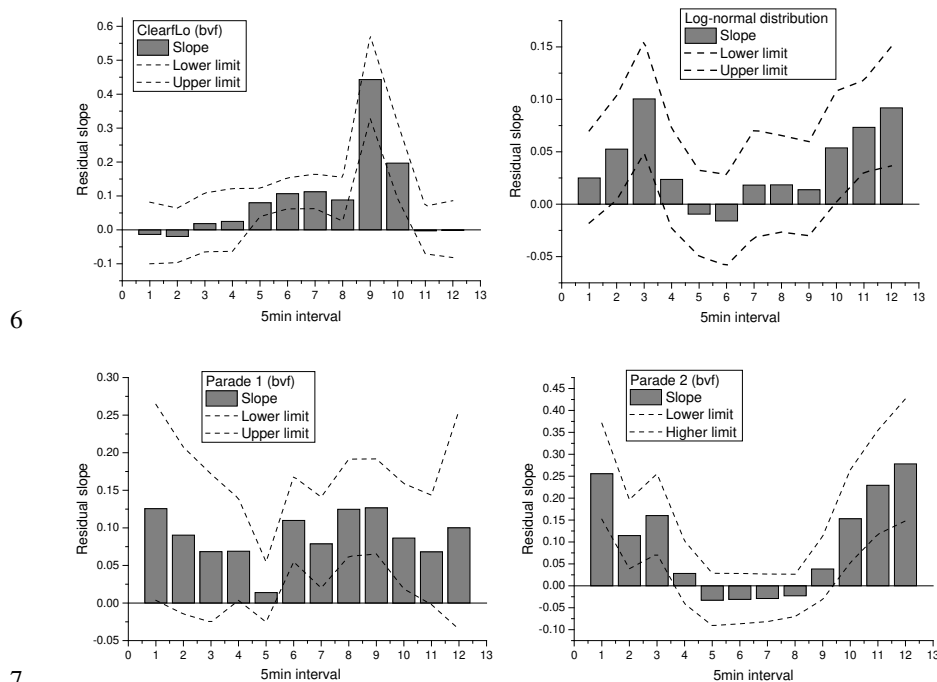 ClearfLo (bvf)
Slope
Lower limit
Upper limit
Residual slope
0.6
0.5
0.4
0.3
0.2
0.1
0.0
-0.1
0 1 2 3 4 5 6 7 8 9 10 11 12 13
5min interval
Log-normal distribution
Slope
Lower limit
Upper limit
Residual slope
0.15
0.10
0.05
0.00
-0.05
0 1 2 3 4 5 6 7 8 9 10 11 12 13
5min interval
6
Parade 1 (bvf)
Slope
Lower limit
Upper limit
Residual slope
0.30
0.25
0.20
0.15
0.10
0.05
0.00
-0.05
0 1 2 3 4 5 6 7 8 9 10 11 12 13
5min interval
Parade 2 (bvf)
Slope
Lower limit
Higher limit
Residual slope
0.45
0.40
0.35
0.30
0.25
0.20
0.15
0.10
0.05
0.00
-0.05
-0.10
0 1 2 3 4 5 6 7 8 9 10 11 12 13
5min interval
7